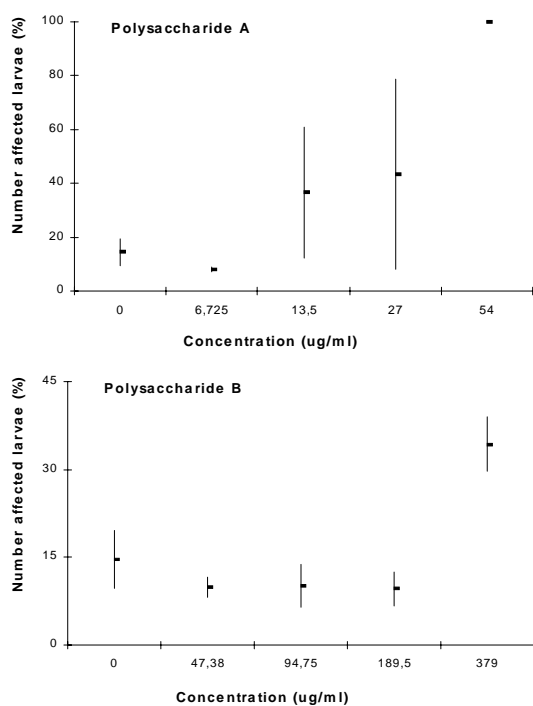 Polysaccharide A
Number affected larvae (%)
100
80
60
40
20
0
0 6,725 13,5 27 54
Concentration (ug/ml)
Polysaccharide B
Number affected larvae (%)
45
30
15
0
0 47,38 94,75 189,5 379
Concentration (ug/ml)